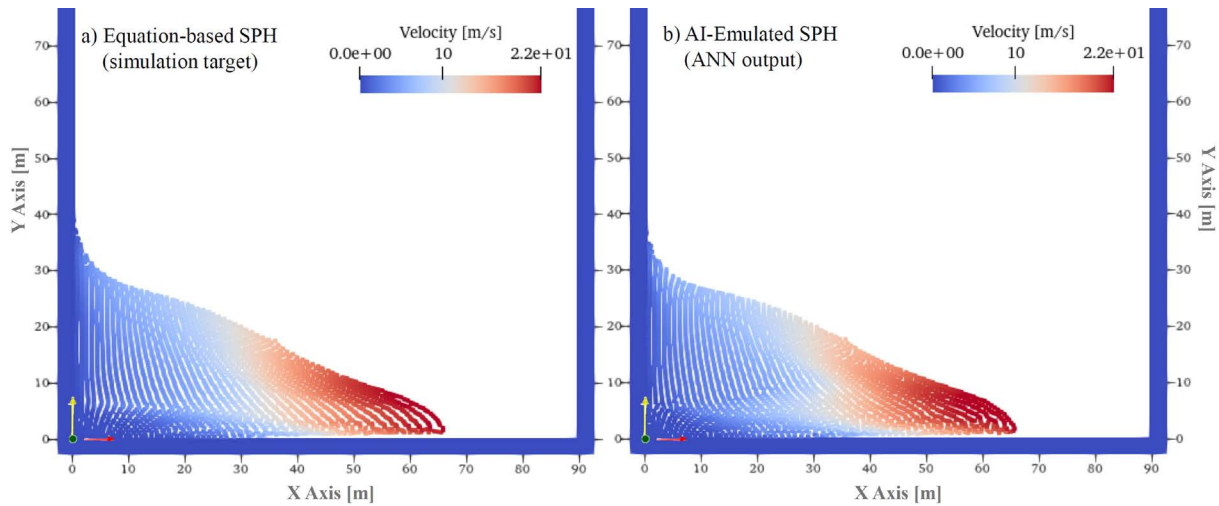 a) Equation-based SPH
(simulation target)
Velocity [m/s]
0.0e+00 10 2.2e+01
70
60
50
40
30
20
10
0
Y Axis [m]
0 10 20 30 40 50 60 70 80 90
X Axis [m]
b) AI-Emulated SPH
(ANN output)
Velocity [m/s]
0.0e+00 10 2.2e+01
70
60
50
40
30
20
10
0
70
60
50
40
30
20
10
0
Y Axis [m]
0 10 20 30 40 50 60 70 80 90
X Axis [m]